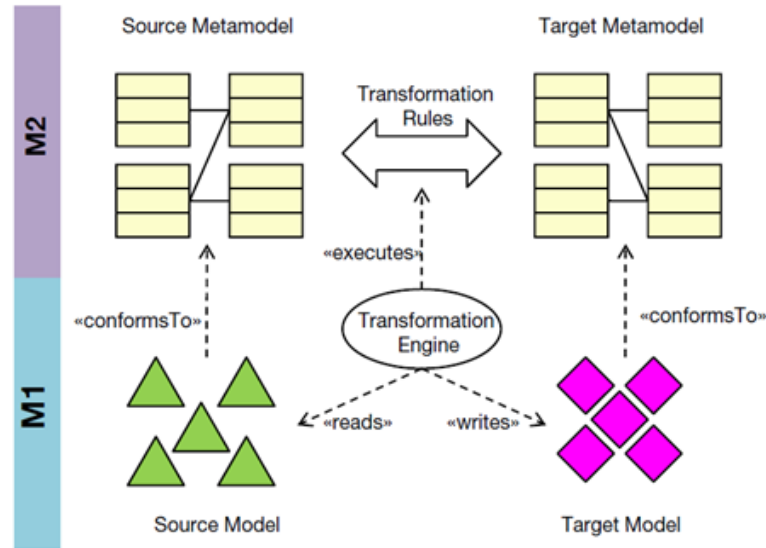 Source Metamodel
Target Metamodel
Transformation
Rules
M2
«executes»
«conformsTo»
«conformsTo»
Transformation
Engine
M1
«reads»
«writes»
Source Model
Target Model